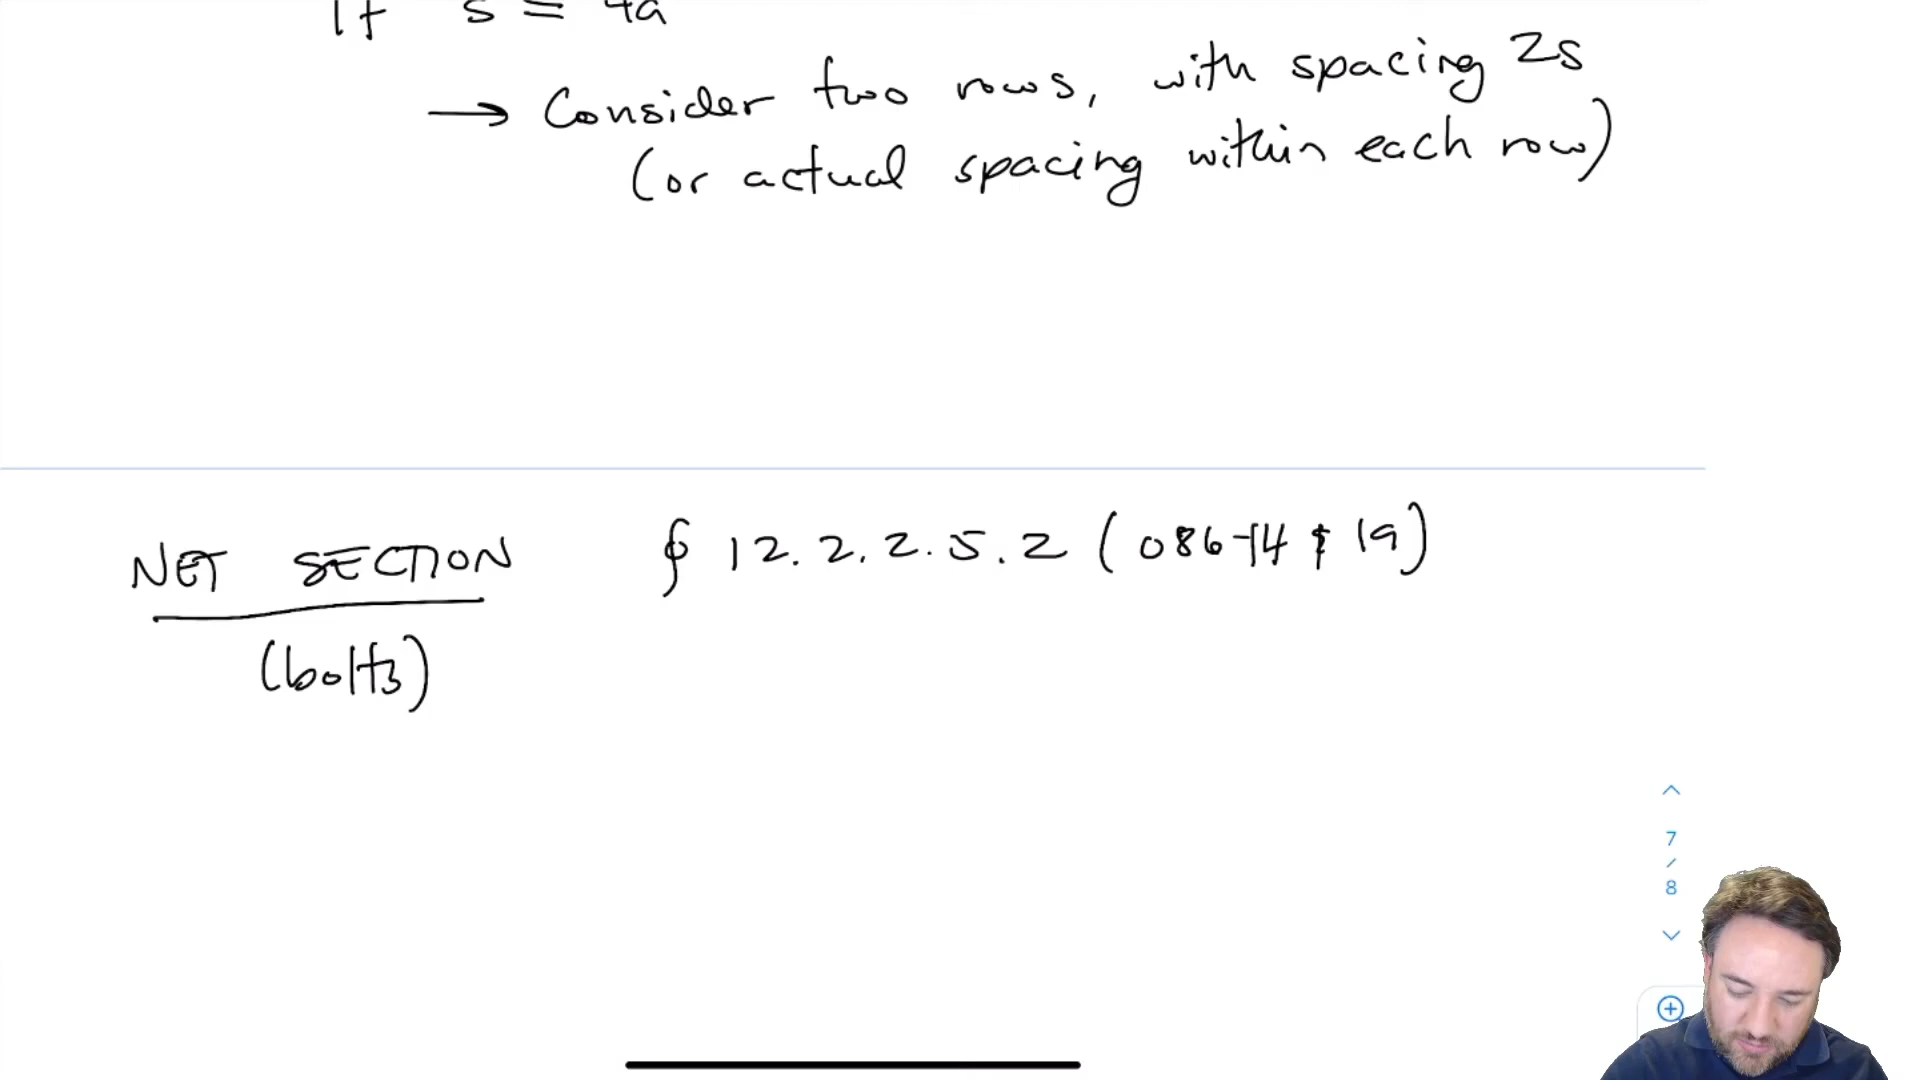 If s = 4a
→ Consider two rows, with spacing 2s
(or actual spacing within each row)
NET SECTION
§ 12.2.2.5.2 (086-14 & 19)
(bolts)
7
/
8